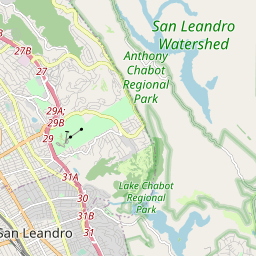 San Leandro
Watershed
27B
Anthony
Chabot
Regional
Park
27
29A;
29B
29
31A
30
31B
31
Lake Chabot
Regional
Park
San Leandro